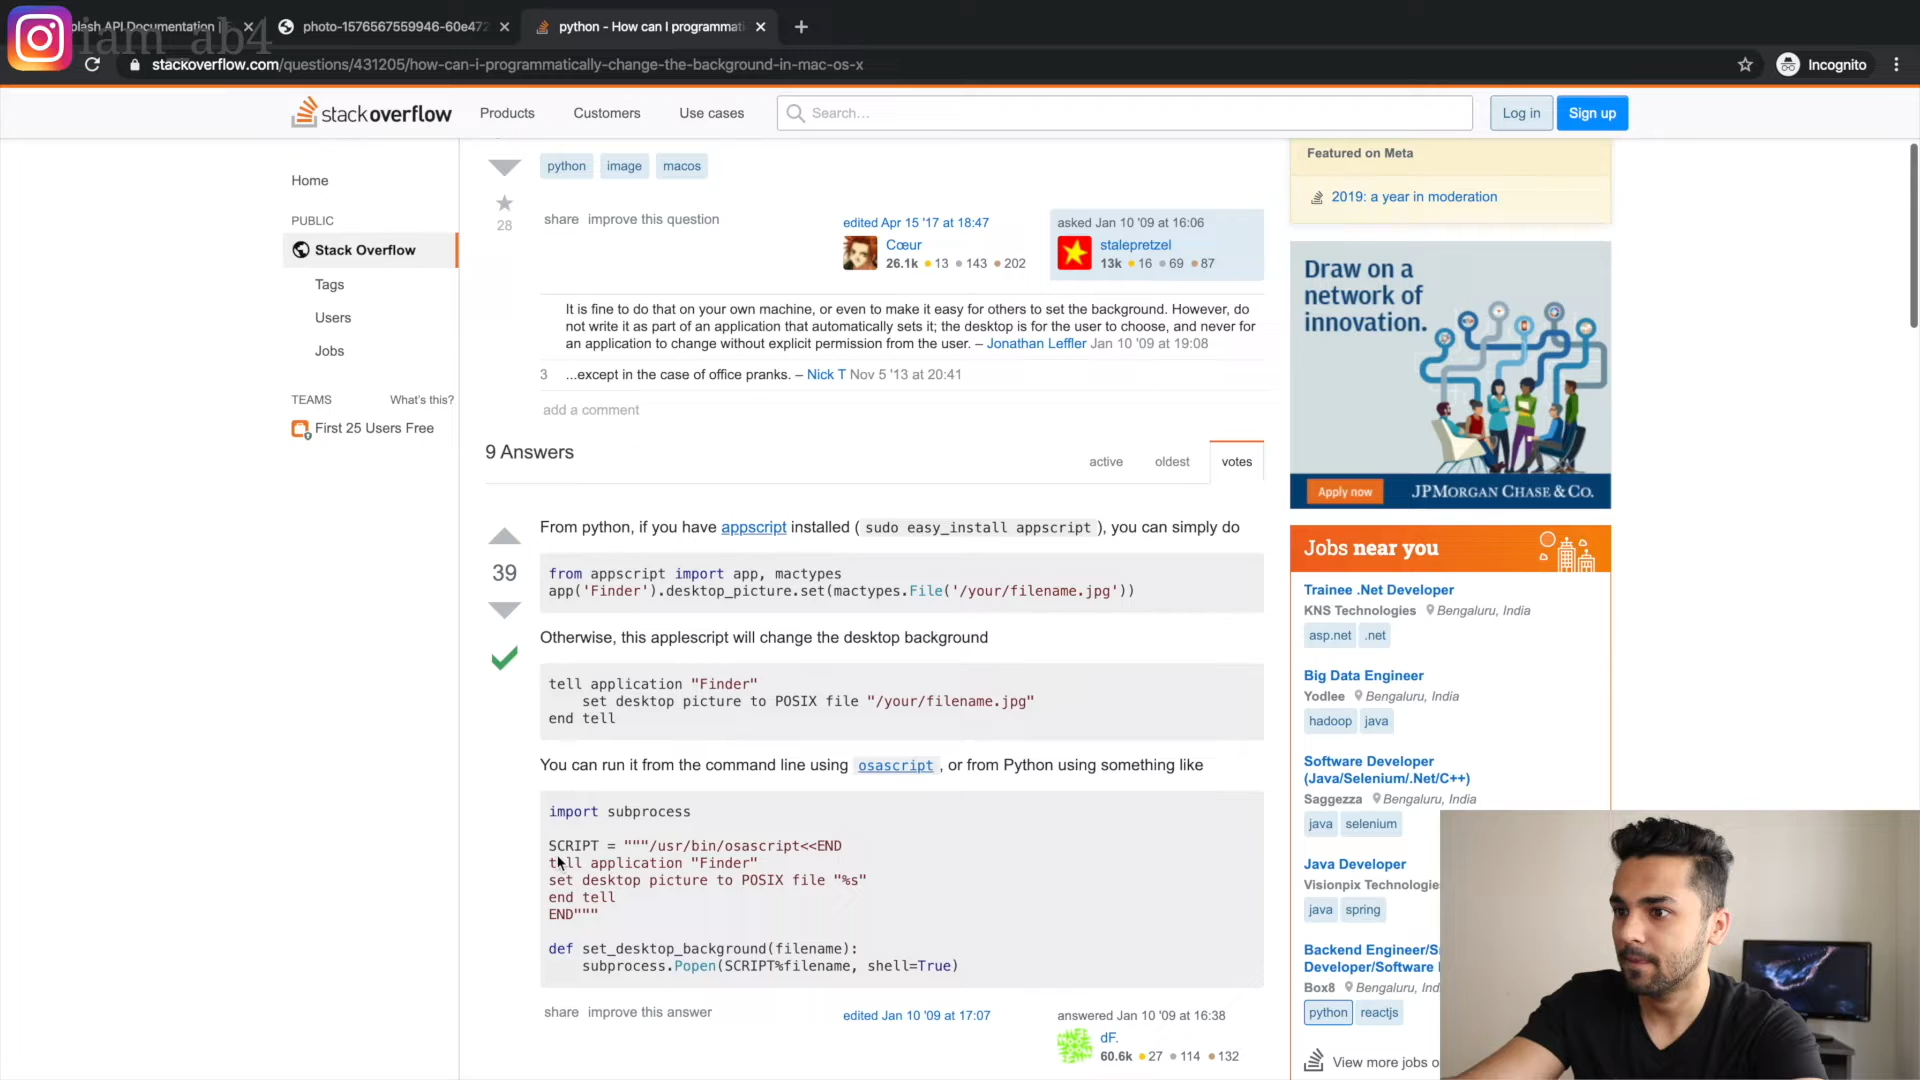 plash API Documentation |
photo-1576567559946-60e472
python - How can I programmati
iam_ab4
stackoverflow.com/questions/431205/how-can-i-programmatically-change-the-background-in-mac-os-x
Incognito
stackoverflow
Products
Customers
Use cases
Search...
Log in
Sign up
Home
PUBLIC
Stack Overflow
Tags
Users
Jobs
TEAMS
What's this?
First 25 Users Free
python
image
macos
28
share
improve this question
edited Apr 15 '17 at 18:47
Cœur
26.1k 13 143 202
asked Jan 10 '09 at 16:06
stalepretzel
13k 16 69 87
It is fine to do that on your own machine, or even to make it easy for others to set the background. However, do
not write it as part of an application that automatically sets it; the desktop is for the user to choose, and never for
an application to change without explicit permission from the user. – Jonathan Leffler Jan 10 '09 at 19:08
3 ...except in the case of office pranks. – Nick T Nov 5 '13 at 20:41
add a comment
9 Answers
active
oldest
votes
39
From python, if you have appscript installed ( sudo easy_install appscript ), you can simply do
from appscript import app, mactypes
app('Finder').desktop_picture.set(mactypes.File('/your/filename.jpg'))
Otherwise, this applescript will change the desktop background
tell application "Finder"
set desktop picture to POSIX file "/your/filename.jpg"
end tell
You can run it from the command line using osascript , or from Python using something like
import subprocess
SCRIPT = """/usr/bin/osascript<<END
tell application "Finder"
set desktop picture to POSIX file "%s"
end tell
END"""
def set_desktop_background(filename):
subprocess.Popen(SCRIPT%filename, shell=True)
share
improve this answer
edited Jan 10 '09 at 17:07
answered Jan 10 '09 at 16:38
dF.
60.6k 27 114 132
Featured on Meta
2019: a year in moderation
Draw on a
network of
innovation.
Apply now
JPMORGAN CHASE & CO.
Jobs near you
Trainee .Net Developer
KNS Technologies Bengaluru, India
asp.net
.net
Big Data Engineer
Yodlee Bengaluru, India
hadoop
java
Software Developer
(Java/Selenium/.Net/C++)
Saggezza Bengaluru, India
java
selenium
Java Developer
Visionpix Technologie
java
spring
Backend Engineer/S
Developer/Software
Box8 Bengaluru, Ind
python
reactjs
View more jobs o